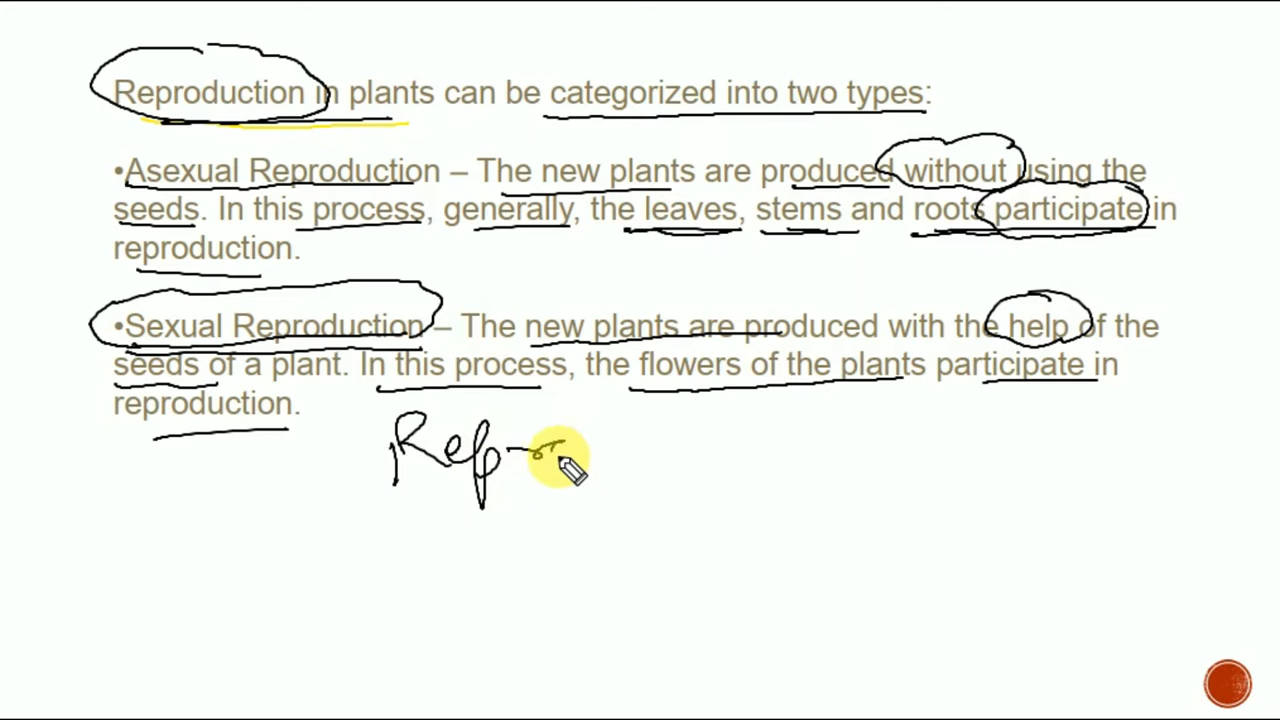 Reproduction in plants can be categorized into two types:
•Asexual Reproduction – The new plants are produced without using the
seeds. In this process, generally, the leaves, stems and roots participate in
reproduction.
•Sexual Reproduction – The new plants are produced with the help of the
seeds of a plant. In this process, the flowers of the plants participate in
reproduction.
Rep